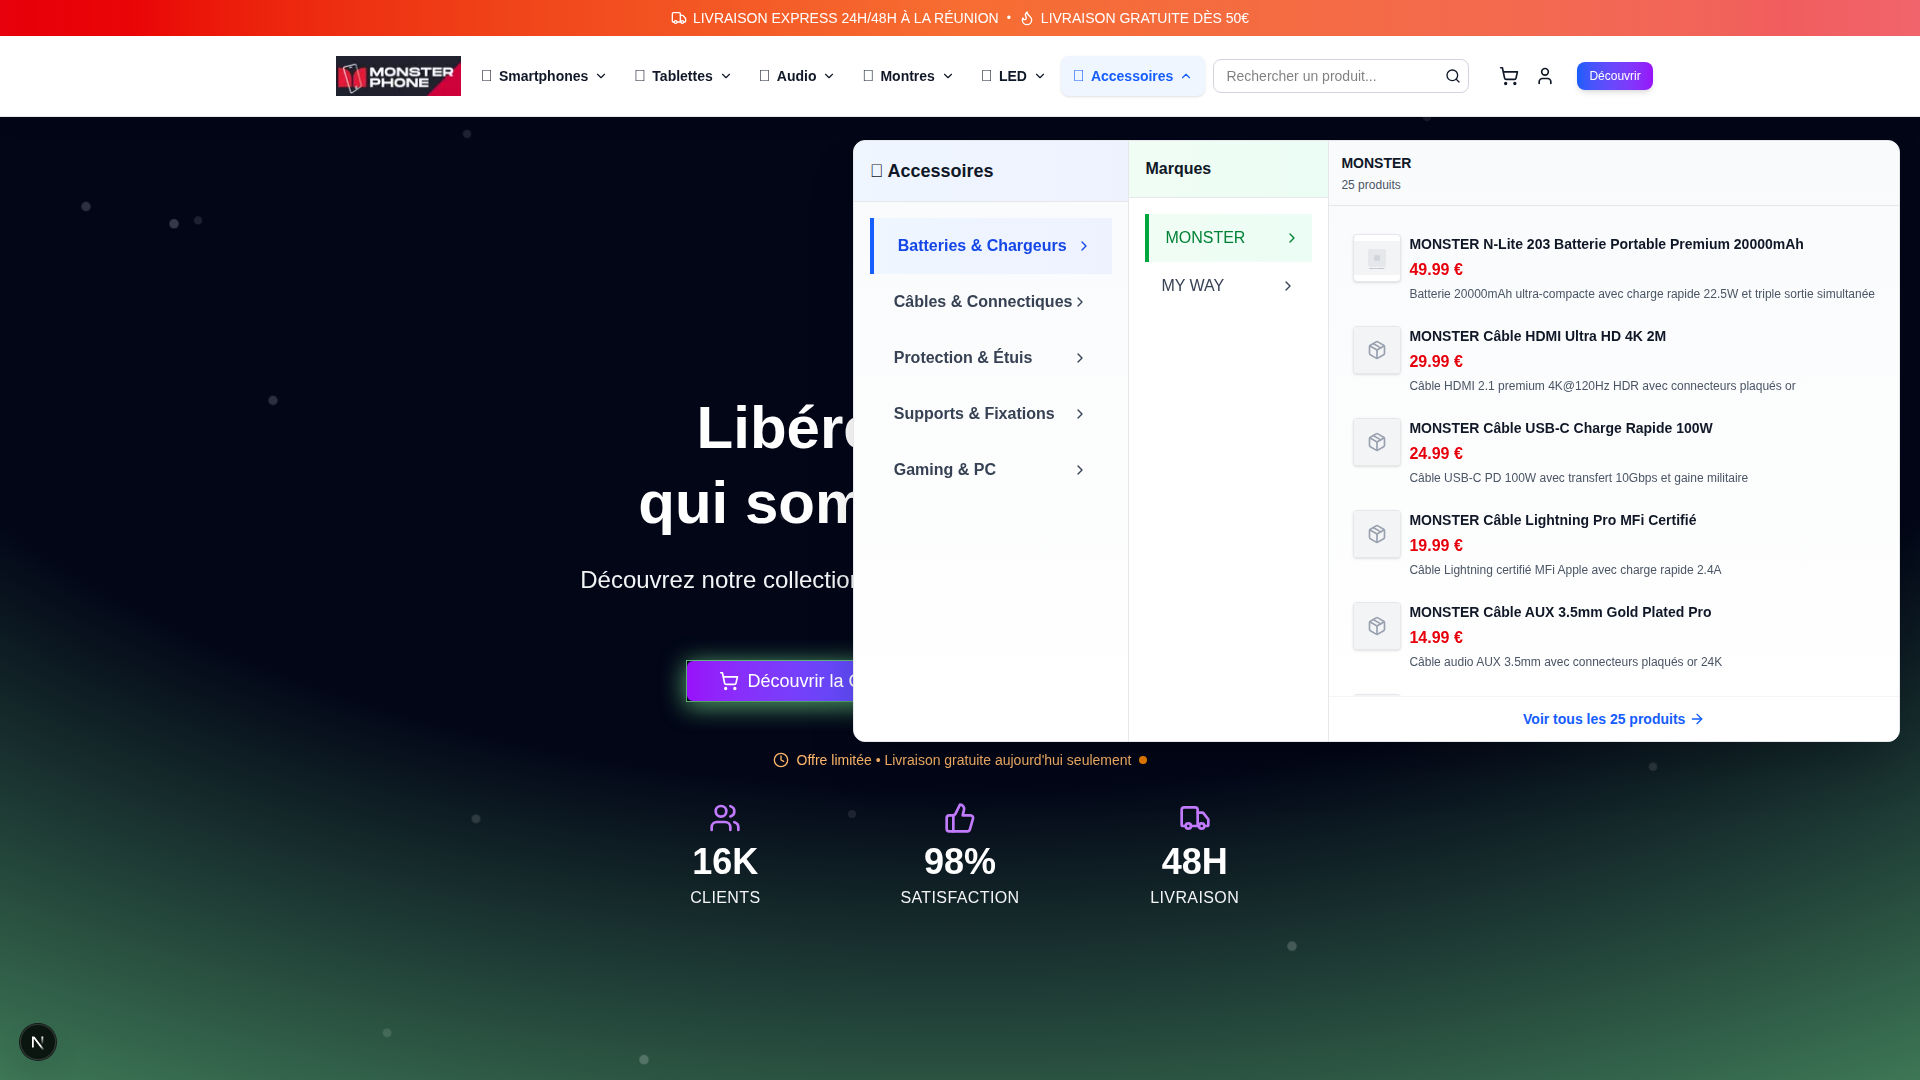 LIVRAISON EXPRESS 24H/48H À LA RÉUNION • LIVRAISON GRATUITE DÈS 50€
MONSTER PHONE
Smartphones
Tablettes
Audio
Montres
LED
Accessoires
Rechercher un produit...
Découvrir
Accessoires
Batteries & Chargeurs
Câbles & Connectiques
Protection & Étuis
Supports & Fixations
Gaming & PC
Marques
MONSTER
MY WAY
MONSTER
25 produits
MONSTER N-Lite 203 Batterie Portable Premium 20000mAh
49.99 €
Batterie 20000mAh ultra-compacte avec charge rapide 22.5W et triple sortie simultanée
MONSTER Câble HDMI Ultra HD 4K 2M
29.99 €
Câble HDMI 2.1 premium 4K@120Hz HDR avec connecteurs plaqués or
MONSTER Câble USB-C Charge Rapide 100W
24.99 €
Câble USB-C PD 100W avec transfert 10Gbps et gaine militaire
MONSTER Câble Lightning Pro MFi Certifié
19.99 €
Câble Lightning certifié MFi Apple avec charge rapide 2.4A
MONSTER Câble AUX 3.5mm Gold Plated Pro
14.99 €
Câble audio AUX 3.5mm avec connecteurs plaqués or 24K
Voir tous les 25 produits
Libér
qui som
Découvrez notre collection
Découvrir la
Offre limitée • Livraison gratuite aujourd'hui seulement
16K
CLIENTS
98%
SATISFACTION
48H
LIVRAISON
N